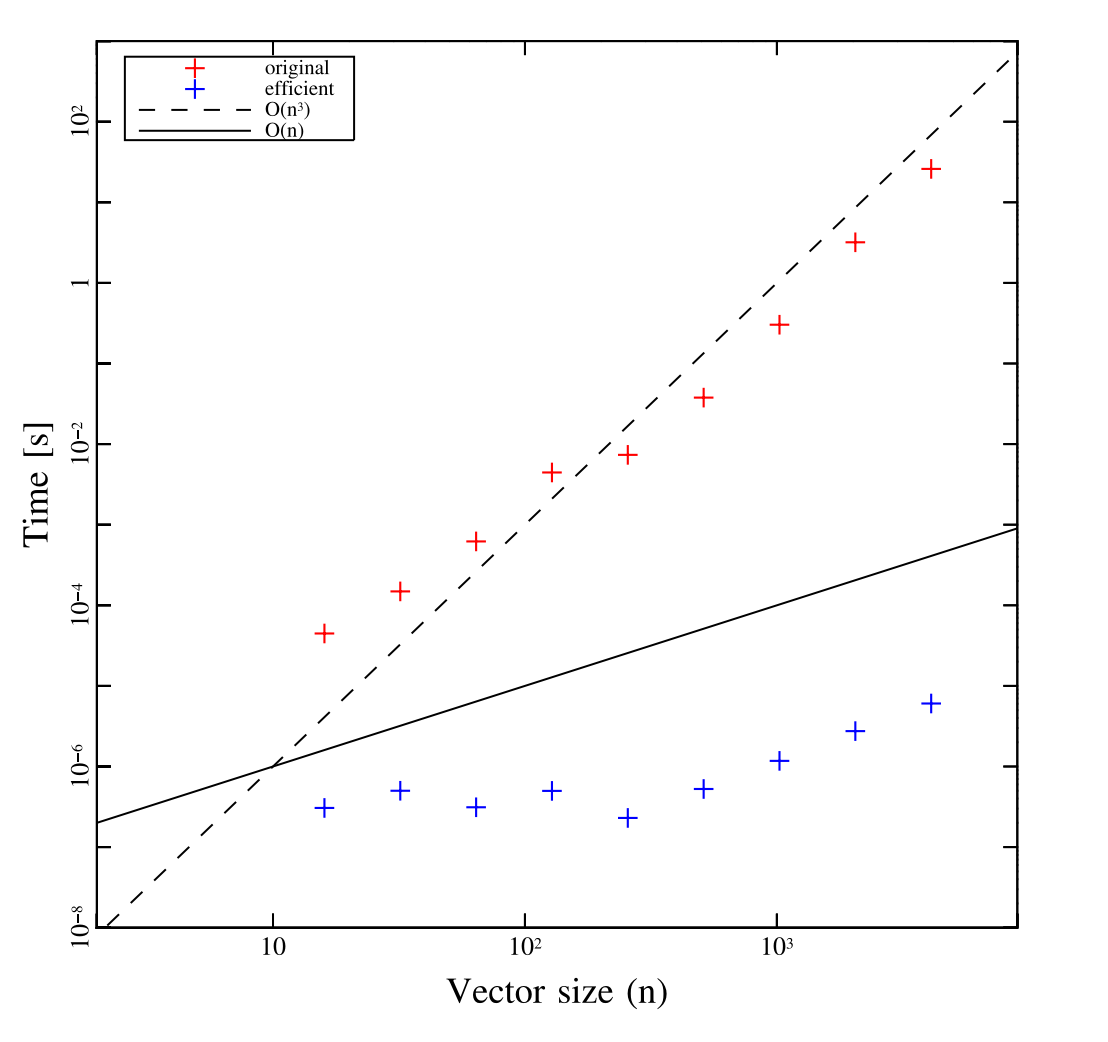 original
efficient
O(n³)
O(n)
Time [s]
10²
1
10⁻²
10⁻⁴
10⁻⁶
10⁻⁸
10
10²
10³
Vector size (n)